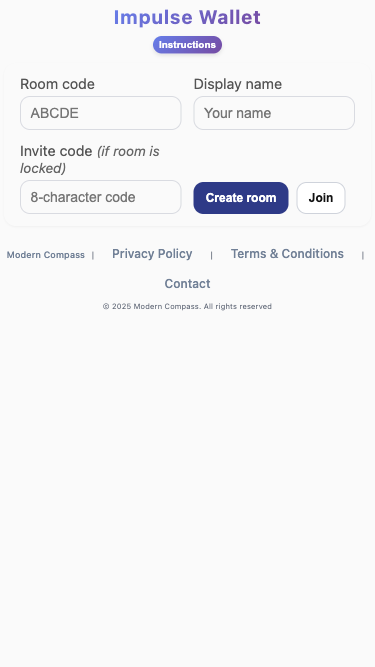 Impulse Wallet
Instructions
Room code
ABCDE
Display name
Your name
Invite code (if room is
locked)
8-character code
Create room
Join
Modern Compass | Privacy Policy | Terms & Conditions |
Contact
© 2025 Modern Compass. All rights reserved